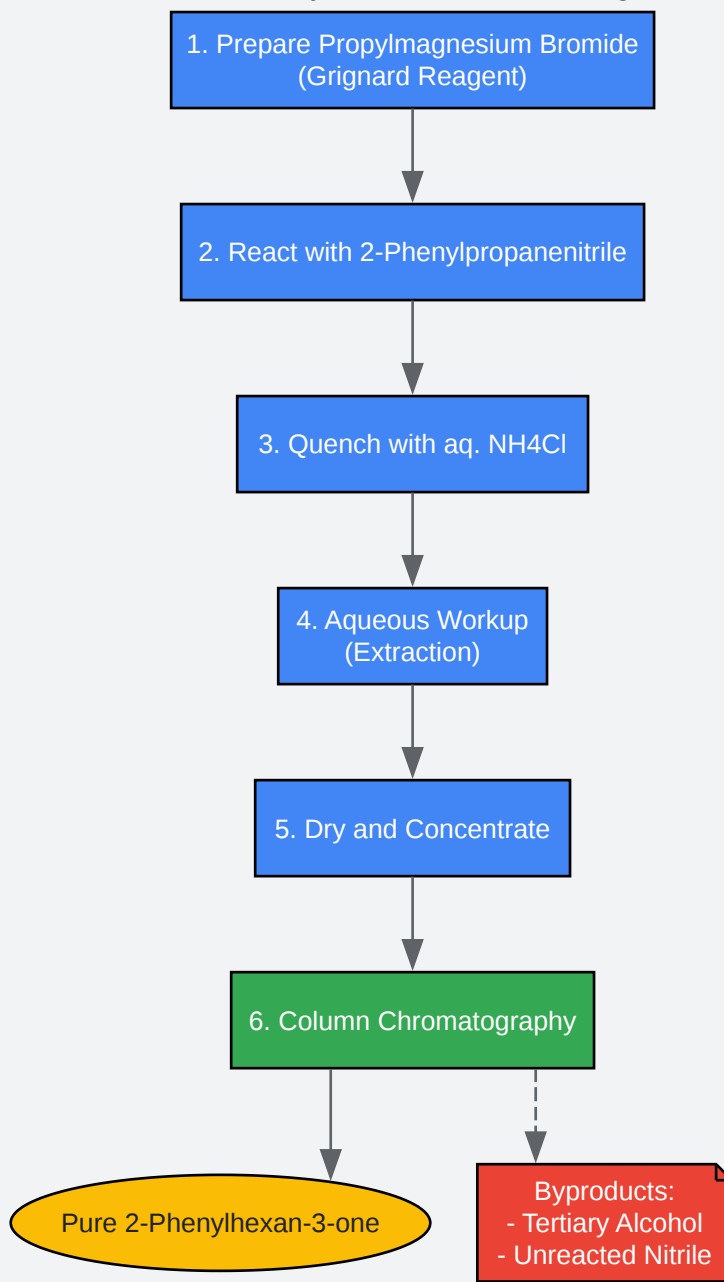 1. Prepare Propylmagnesium Bromide
(Grignard Reagent)
2. React with 2-Phenylpropanenitrile
3. Quench with aq. NH4Cl
4. Aqueous Workup
(Extraction)
5. Dry and Concentrate
6. Column Chromatography
Pure 2-Phenylhexan-3-one
Byproducts:
- Tertiary Alcohol
- Unreacted Nitrile